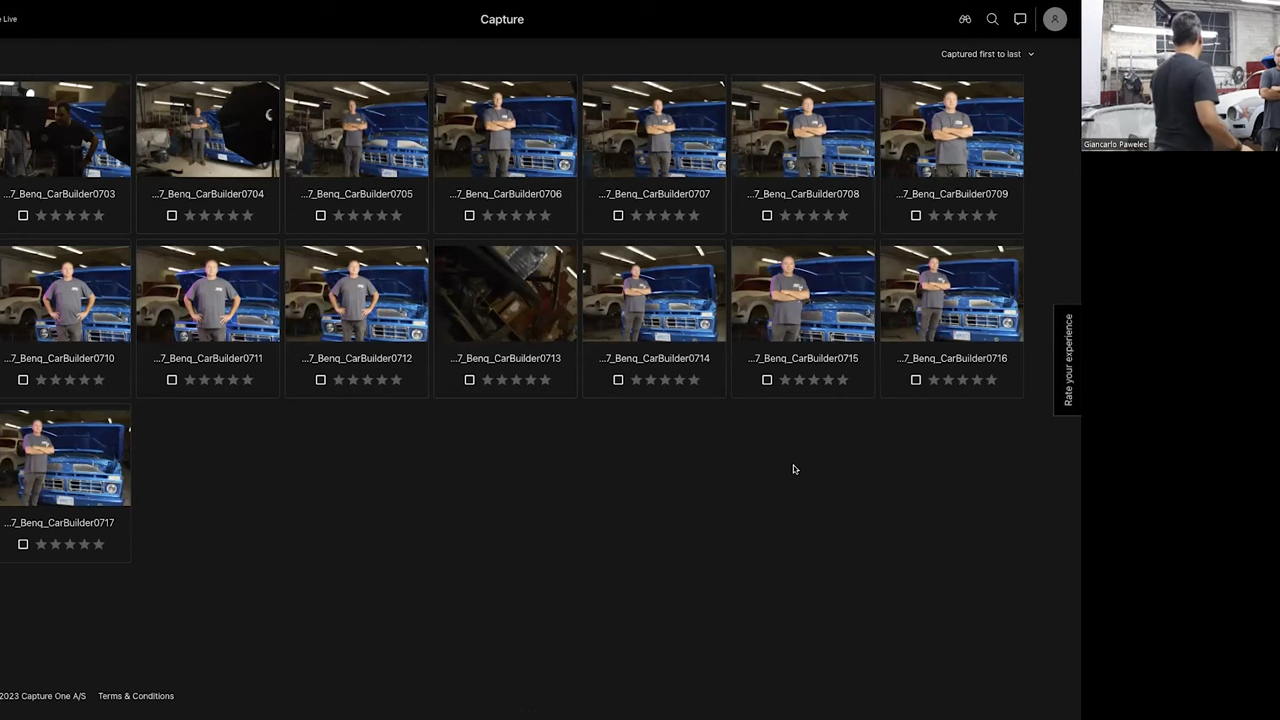 e Live
Capture
Captured first to last
Giancarlo Pawelec
...7_Benq_CarBuilder0703
...7_Benq_CarBuilder0704
...7_Benq_CarBuilder0705
...7_Benq_CarBuilder0706
...7_Benq_CarBuilder0707
...7_Benq_CarBuilder0708
...7_Benq_CarBuilder0709
...7_Benq_CarBuilder0710
...7_Benq_CarBuilder0711
...7_Benq_CarBuilder0712
...7_Benq_CarBuilder0713
...7_Benq_CarBuilder0714
...7_Benq_CarBuilder0715
...7_Benq_CarBuilder0716
Rate your experience
...7_Benq_CarBuilder0717
2023 Capture One A/S Terms & Conditions